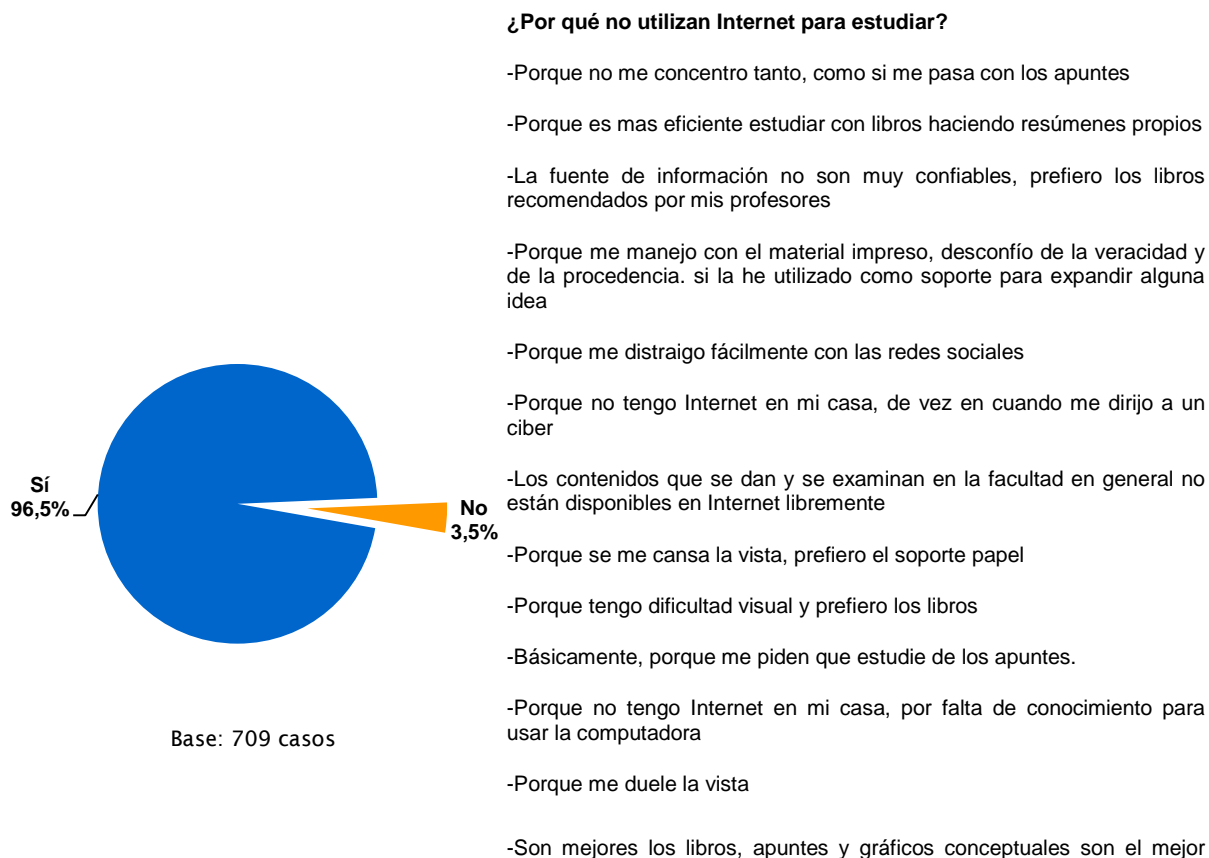 ¿Por qué no utilizan Internet para estudiar?
-Porque no me concentro tanto, como si me pasa con los apuntes
-Porque es mas eficiente estudiar con libros haciendo resúmenes propios
-La fuente de información no son muy confiables, prefiero los libros
recomendados por mis profesores
-Porque me manejo con el material impreso, desconfío de la veracidad y
de la procedencia. si la he utilizado como soporte para expandir alguna
idea
-Porque me distraigo fácilmente con las redes sociales
-Porque no tengo Internet en mi casa, de vez en cuando me dirijo a un
ciber
-Los contenidos que se dan y se examinan en la facultad en general no
están disponibles en Internet libremente
-Porque se me cansa la vista, prefiero el soporte papel
-Porque tengo dificultad visual y prefiero los libros
-Básicamente, porque me piden que estudie de los apuntes.
-Porque no tengo Internet en mi casa, por falta de conocimiento para
usar la computadora
-Porque me duele la vista
-Son mejores los libros, apuntes y gráficos conceptuales son el mejor
Sí
96,5%
No
3,5%
Base: 709 casos